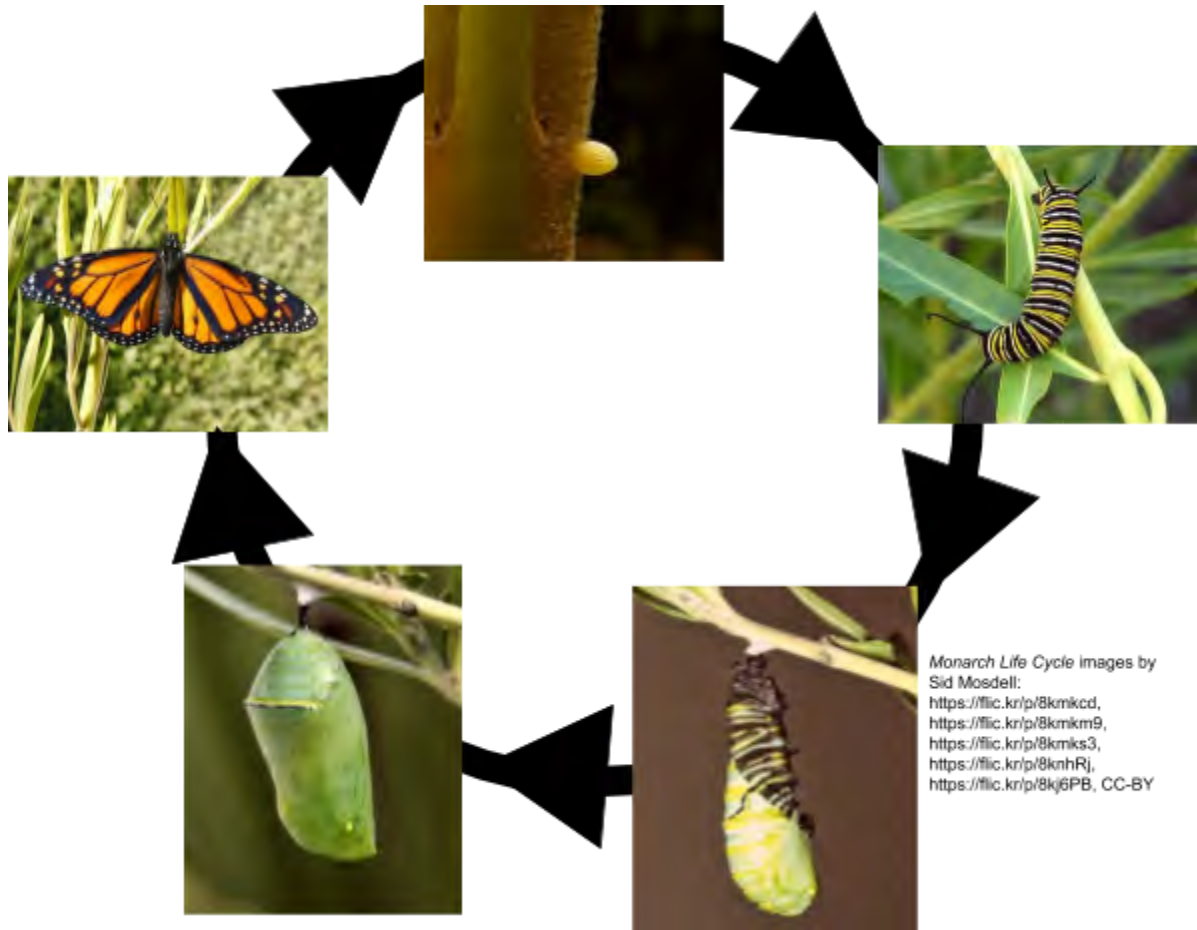 Monarch Life Cycle images by
Sid Mosdell:
https://flic.kr/p/8kmkcd,
https://flic.kr/p/8kmkm9,
https://flic.kr/p/8kmks3,
https://flic.kr/p/8knhRj,
https://flic.kr/p/8kj6PB, CC-BY